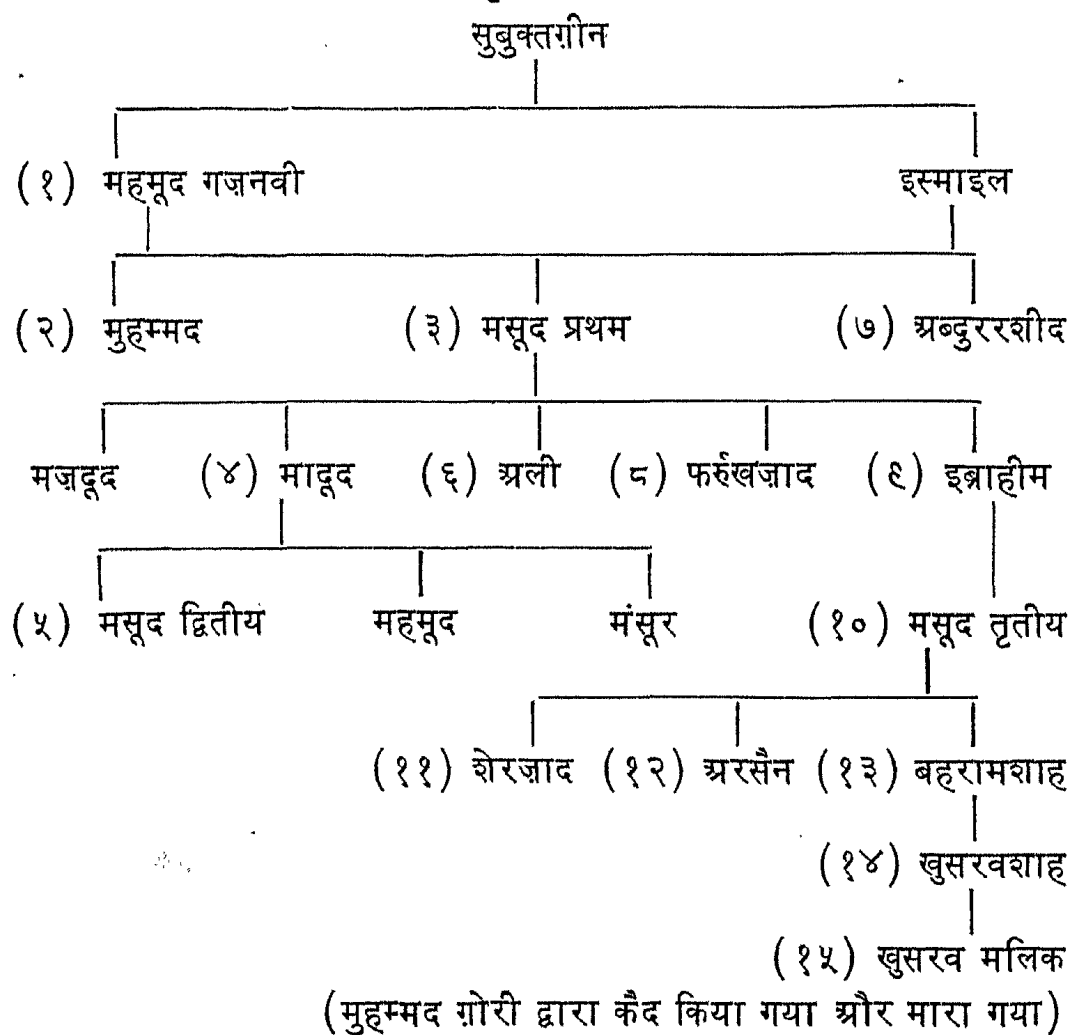 सुबुक्तग़ीन
(१) महमूद गज़नवी इस्माइल
(२) मुहम्मद (३) मसूद प्रथम (७) अब्दुररशीद
मज़दूद (४) मादूद (६) अली (८) फर्रुखज़ाद (९) इब्राहीम
(५) मसूद द्वितीय महमूद मंसूर (१०) मसूद तृतीय
(११) शेरज़ाद (१२) अरसैन (१३) बहरामशाह
(१४) खुसरवशाह
(१५) खुसरव मलिक
(मुहम्मद ग़ोरी द्वारा कैद किया गया और मारा गया)